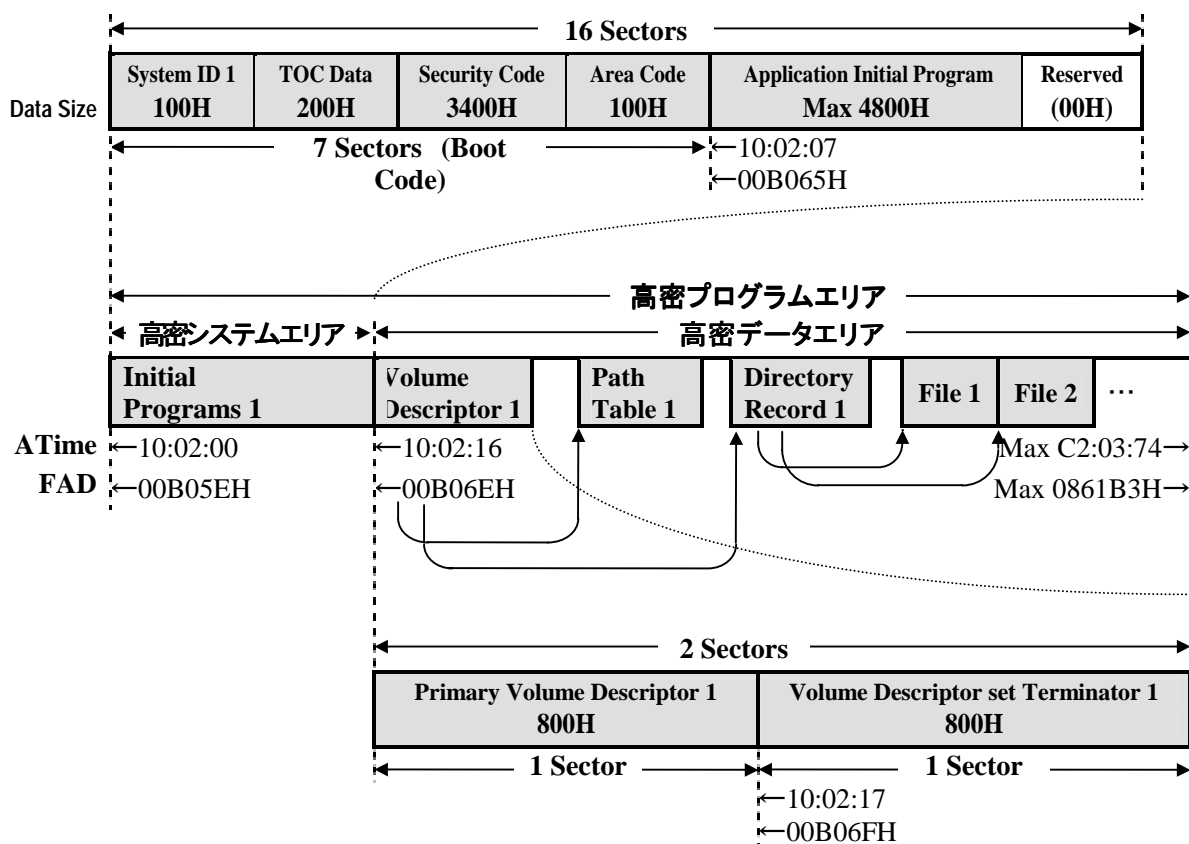 16 Sectors
System ID 1 TOC Data Security Code Area Code Application Initial Program Reserved
Data Size 100H 200H 3400H 100H Max 4800H (00H)
7 Sectors (Boot
Code)
←10:02:07
←00B065H
高密プログラムエリア
高密システムエリア 高密データエリア
Initial Volume Path Directory File 1 File 2 …
Programs 1 Descriptor 1 Table 1 Record 1
ATime ←10:02:00 ←10:02:16 Max C2:03:74→
FAD ←00B05EH ←00B06EH Max 0861B3H→
2 Sectors
Primary Volume Descriptor 1 Volume Descriptor set Terminator 1
800H 800H
1 Sector 1 Sector
←10:02:17
←00B06FH